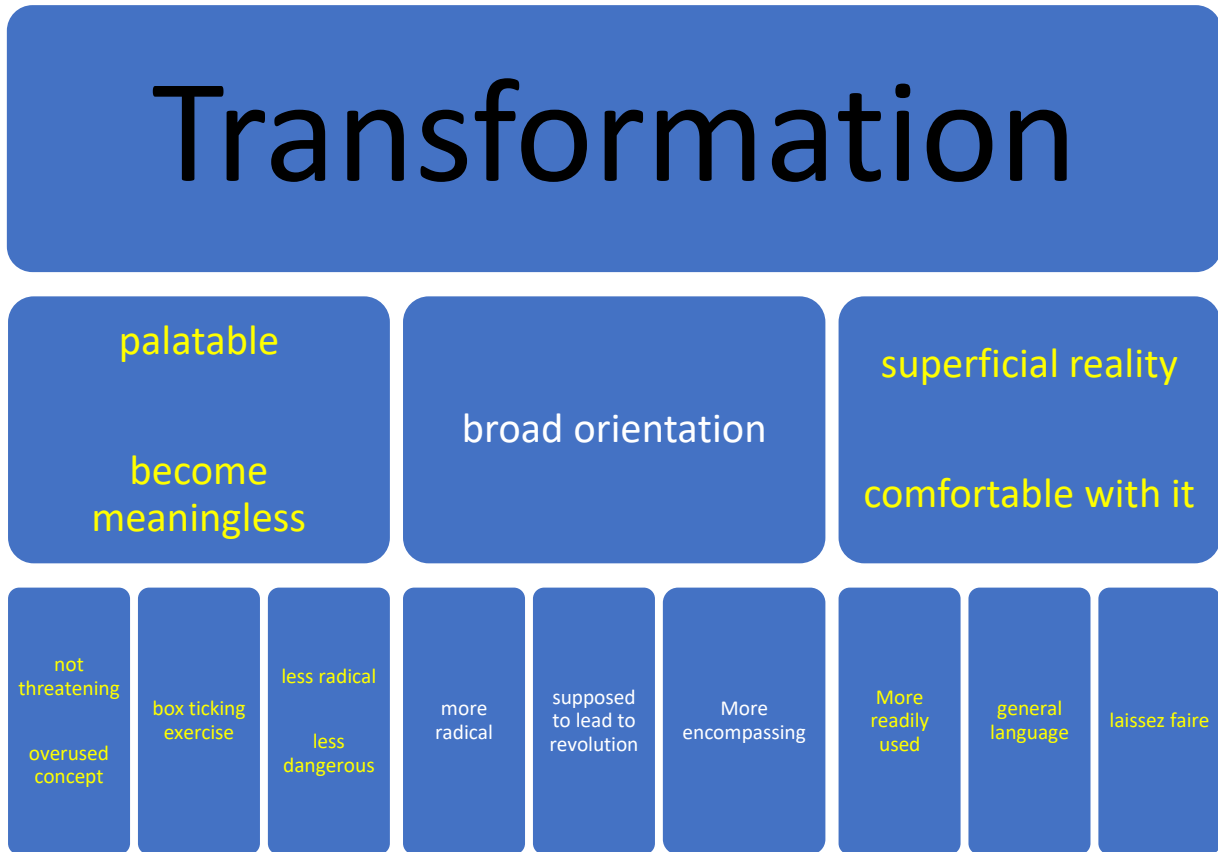 Transformation
palatable
become
meaningless
broad orientation
superficial reality
comfortable with it
not
threatening
overused
concept
box ticking
exercise
less radical
less
dangerous
more
radical
supposed
to lead to
revolution
More
encompassing
More
readily
used
general
language
laissez faire